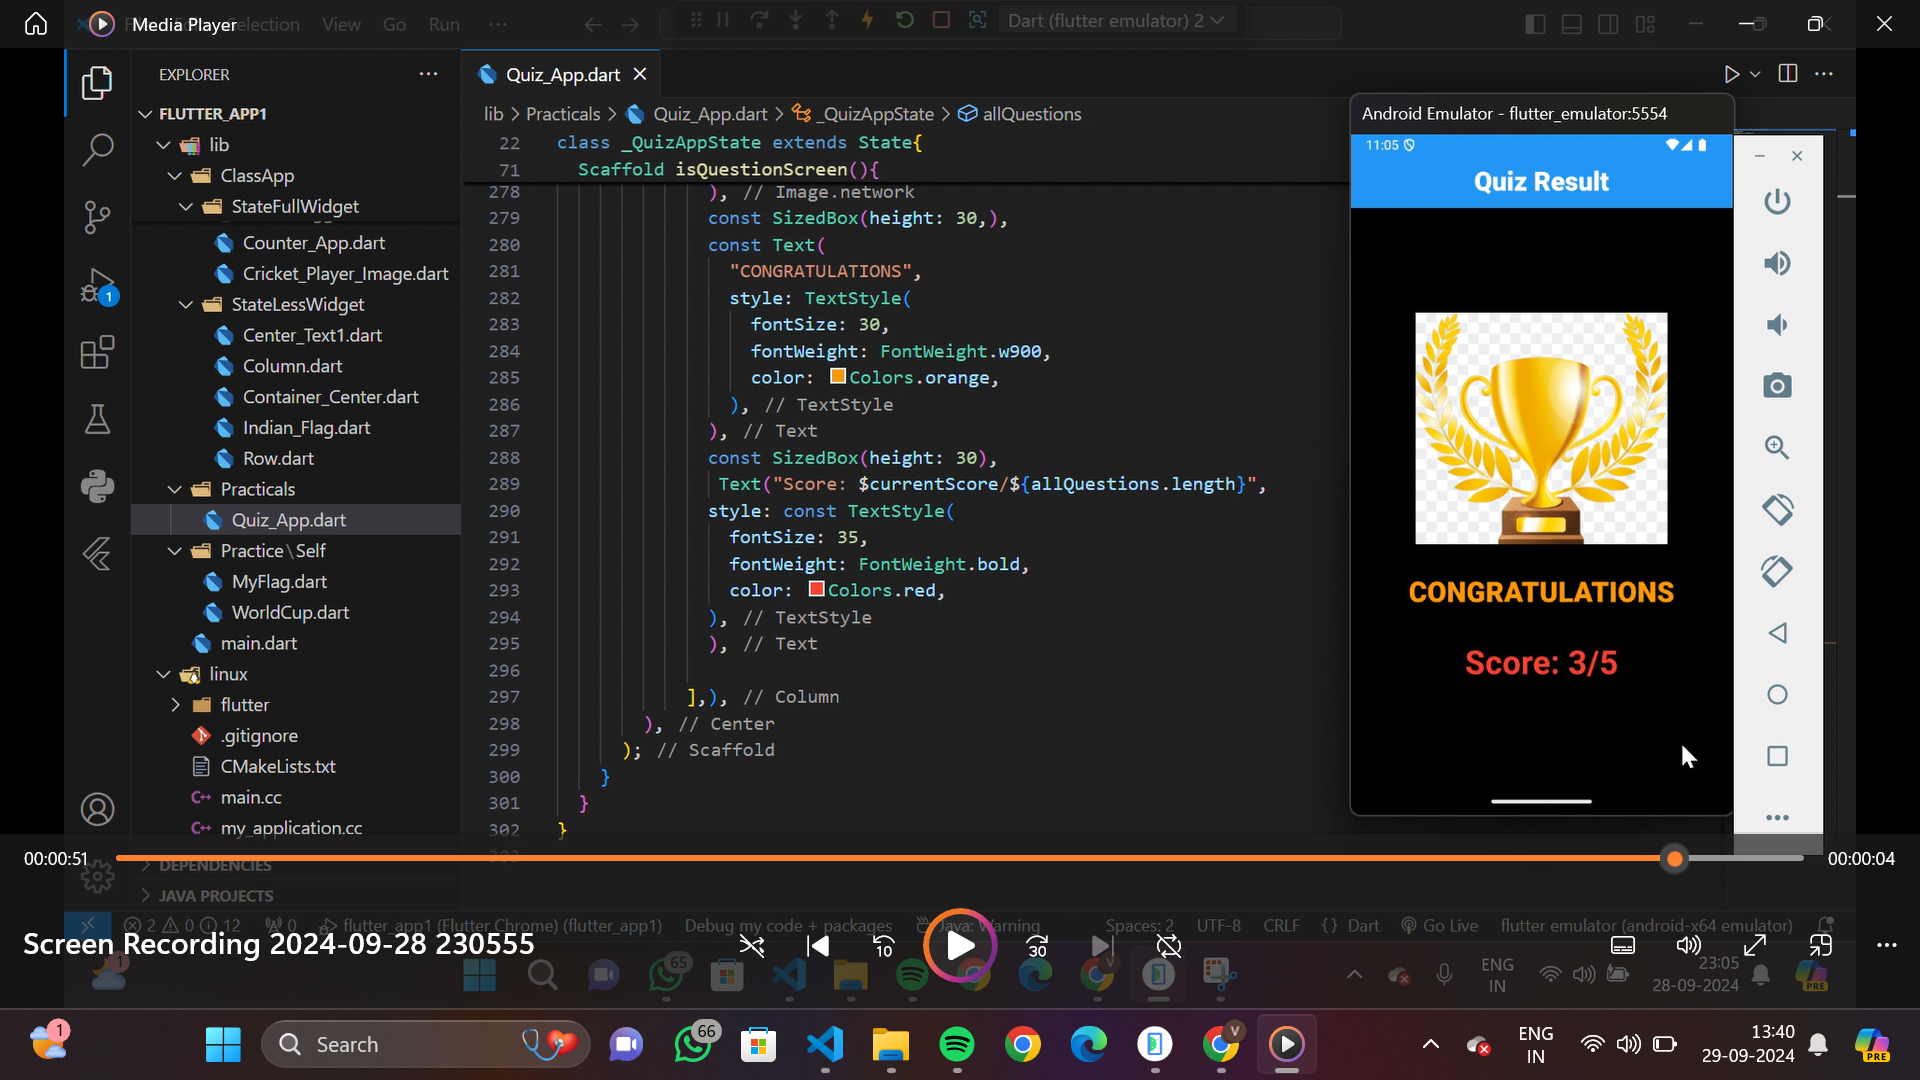 Media Player
Selection
View
Go
Run
Dart (flutter emulator) 2
EXPLORER
FLUTTER_APP1
lib
ClassApp
StateFullWidget
Counter_App.dart
Cricket_Player_Image.dart
StateLessWidget
Center_Text1.dart
Column.dart
Container_Center.dart
Indian_Flag.dart
Row.dart
Practicals
Quiz_App.dart
Practice\Self
MyFlag.dart
WorldCup.dart
main.dart
linux
flutter
.gitignore
CMakeLists.txt
main.cc
my_application.cc
DEPENDENCIES
JAVA PROJECTS
1
Quiz_App.dart
lib > Practicals > Quiz_App.dart > _QuizAppState > allQuestions
22 class _QuizAppState extends State{
71 Scaffold isQuestionScreen(){
278 ), // Image.network
279 const SizedBox(height: 30,),
280 const Text(
281 "CONGRATULATIONS",
282 style: TextStyle(
283 fontSize: 30,
284 fontWeight: FontWeight.w900,
285 color: Colors.orange,
286 ), // TextStyle
287 ), // Text
288 const SizedBox(height: 30),
289 Text("Score: $currentScore/${allQuestions.length}",
290 style: const TextStyle(
291 fontSize: 35,
292 fontWeight: FontWeight.bold,
293 color: Colors.red,
294 ), // TextStyle
295 ), // Text
296
297 ],), // Column
298 ), // Center
299 ); // Scaffold
300 }
301 }
302 }
Android Emulator - flutter_emulator:5554
11:05
Quiz Result
CONGRATULATIONS
Score: 3/5
00:00:51
00:00:04
2 0 12 0 flutter_app1 (Flutter Chrome) (flutter_app1) Debug my code + packages Java: Warning Spaces: 2 UTF-8 CRLF {} Dart Go Live flutter emulator (android-x64 emulator)
Screen Recording 2024-09-28 230555
10
30
1
65
V
ENG
IN
23:05
28-09-2024
PRE
1
Search
66
V
ENG
IN
13:40
29-09-2024
PRE